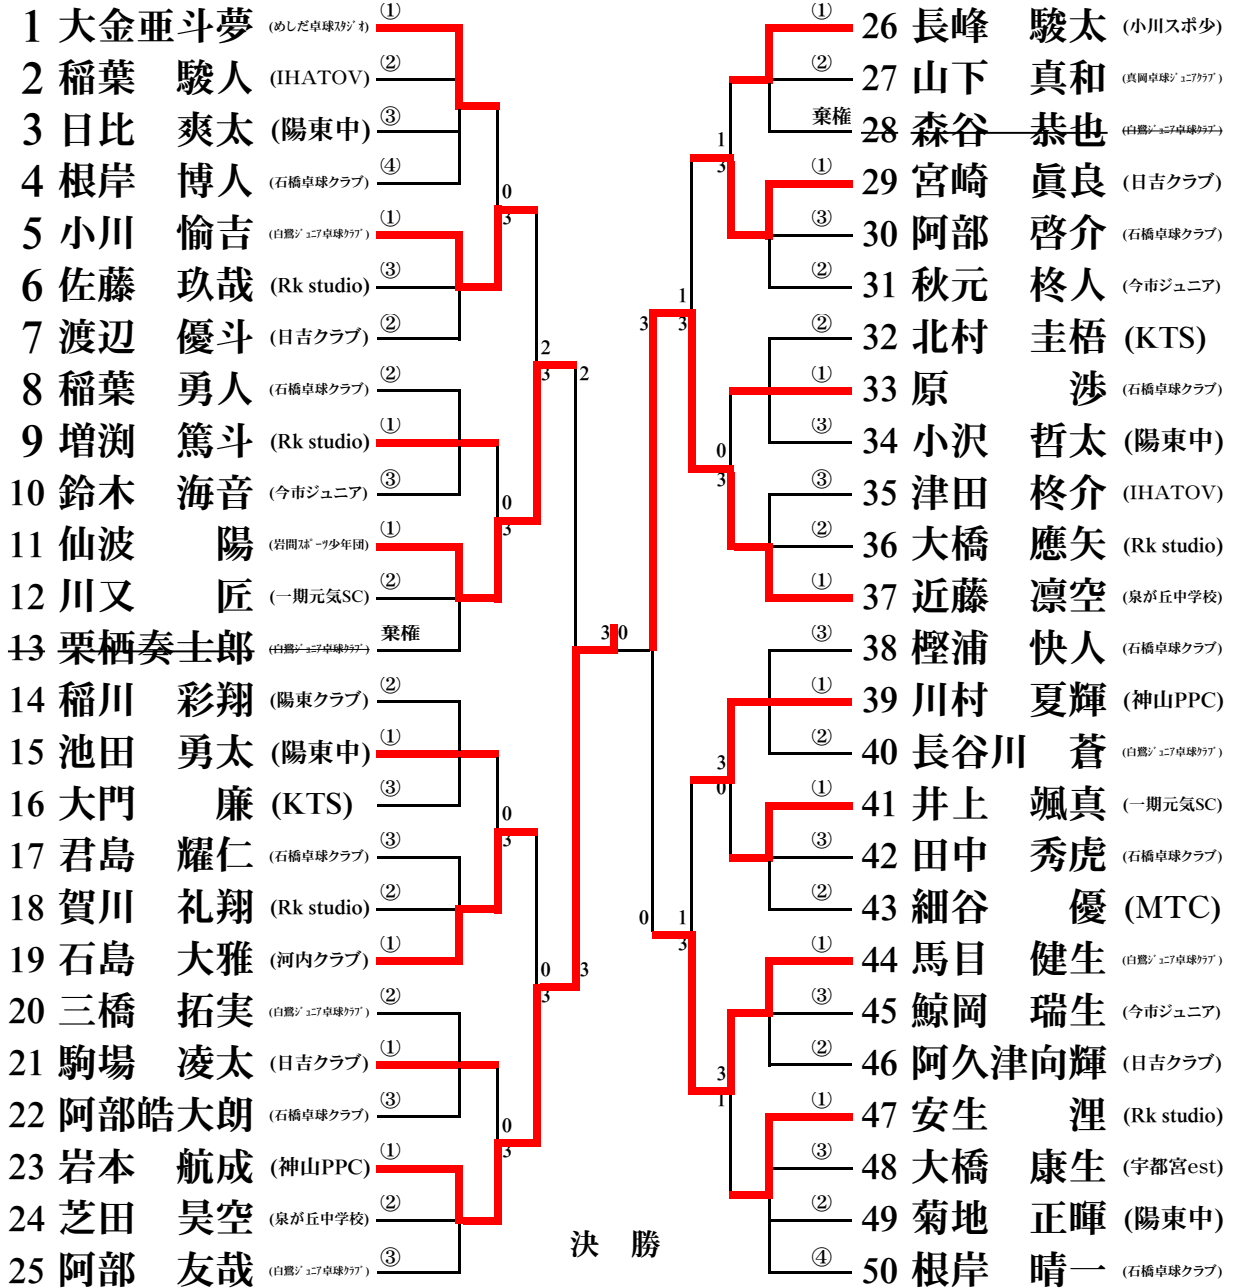 1 大金亜斗夢 (めしだ卓球ｽﾀｼﾞｵ) ①
2 稲葉　駿人 (IHATOV) ②
3 日比　爽太 (陽東中) ③
4 根岸　博人 (石橋卓球クラブ) ④
0
3
5 小川　愉吉 (白鷺ｼﾞｭﾆｱ卓球ｸﾗﾌﾞ) ①
6 佐藤　玖哉 (Rk studio) ③
7 渡辺　優斗 (日吉クラブ) ②
2
3
2
8 稲葉　勇人 (石橋卓球クラブ) ②
9 増渕　篤斗 (Rk studio) ①
10 鈴木　海音 (今市ジュニア) ③
0
3
11 仙波　陽 (岩間ｽﾎﾟｰﾂ少年団) ①
12 川又　匠 (一期元気SC) ②
13 栗栖奏士郎 (白鷺ｼﾞｭﾆｱ卓球ｸﾗﾌﾞ) 棄権
3 0
14 稲川　彩翔 (陽東クラブ) ②
15 池田　勇太 (陽東中) ①
16 大門　廉 (KTS) ③
0
3
17 君島　耀仁 (石橋卓球クラブ) ③
18 賀川　礼翔 (Rk studio) ②
19 石島　大雅 (河内クラブ) ①
0
3
3
20 三橋　拓実 (白鷺ｼﾞｭﾆｱ卓球ｸﾗﾌﾞ) ②
21 駒場　凌太 (日吉クラブ) ①
22 阿部皓大朗 (石橋卓球クラブ) ③
0
3
23 岩本　航成 (神山PPC) ①
24 芝田　昊空 (泉が丘中学校) ②
25 阿部　友哉 (白鷺ｼﾞｭﾆｱ卓球ｸﾗﾌﾞ) ③
決　勝
① 26 長峰　駿太 (小川スポ少)
② 27 山下　真和 (真岡卓球ｼﾞｭﾆｱｸﾗﾌﾞ)
棄権 28 森谷　恭也 (白鷺ｼﾞｭﾆｱ卓球ｸﾗﾌﾞ)
1
3
① 29 宮崎　眞良 (日吉クラブ)
③ 30 阿部　啓介 (石橋卓球クラブ)
② 31 秋元　柊人 (今市ジュニア)
1
3
3
② 32 北村　圭梧 (KTS)
① 33 原　渉 (石橋卓球クラブ)
③ 34 小沢　哲太 (陽東中)
0
3
③ 35 津田　柊介 (IHATOV)
② 36 大橋　應矢 (Rk studio)
① 37 近藤　凛空 (泉が丘中学校)
③ 38 樫浦　快人 (石橋卓球クラブ)
① 39 川村　夏輝 (神山PPC)
② 40 長谷川　蒼 (白鷺ｼﾞｭﾆｱ卓球ｸﾗﾌﾞ)
3
0
① 41 井上　颯真 (一期元気SC)
③ 42 田中　秀虎 (石橋卓球クラブ)
② 43 細谷　優 (MTC)
0
1
3
① 44 馬目　健生 (白鷺ｼﾞｭﾆｱ卓球ｸﾗﾌﾞ)
③ 45 鯨岡　瑞生 (今市ジュニア)
② 46 阿久津向輝 (日吉クラブ)
3
1
① 47 安生　浬 (Rk studio)
③ 48 大橋　康生 (宇都宮est)
② 49 菊地　正暉 (陽東中)
④ 50 根岸　晴一 (石橋卓球クラブ)